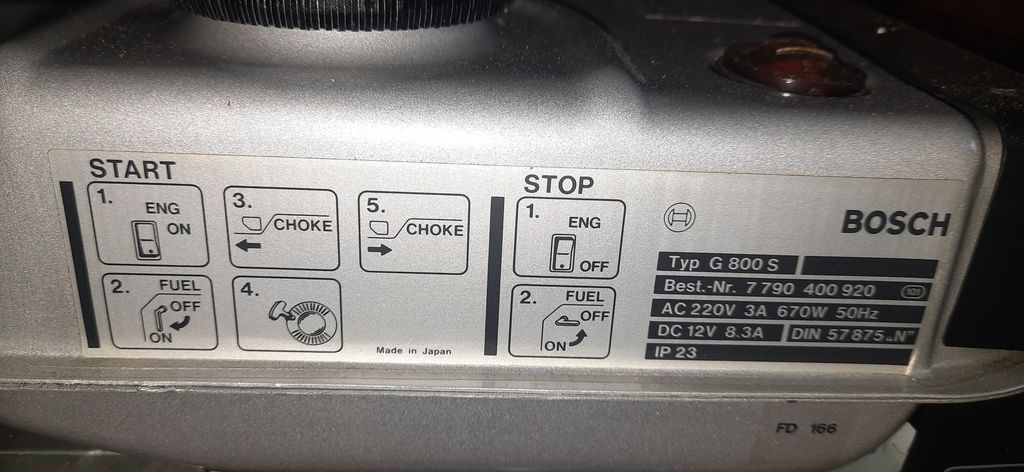 START
1.
ENG
ON
2.
FUEL
OFF
ON
3.
CHOKE
4.
5.
CHOKE
Made in Japan
STOP
1.
ENG
OFF
2.
FUEL
OFF
ON
BOSCH
Typ G 800 S
Best.-Nr. 7 790 400 920 101
AC 220V 3A 670W 50Hz
DC 12V 8.3A DIN 57875 „N"
IP 23
FD 166